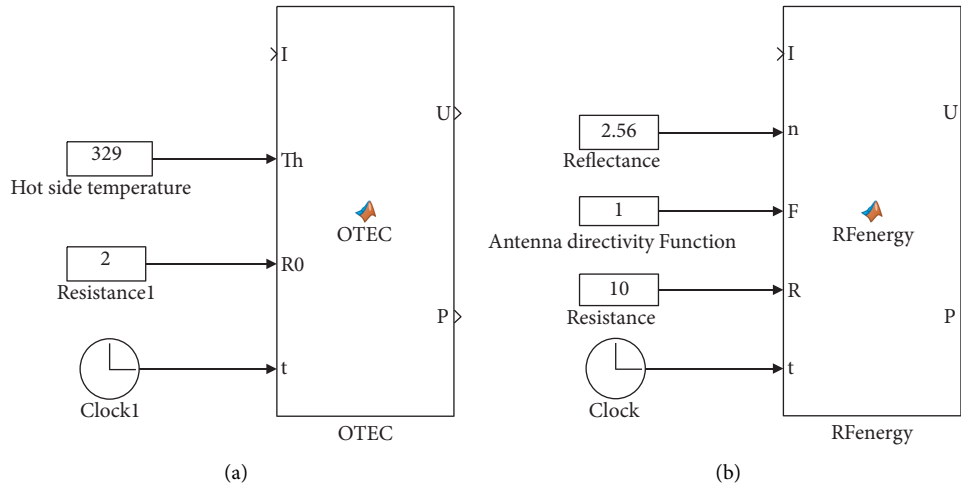 I
U
329
Th
Hot side temperature
OTEC
2
R0
Resistance1
P
t
Clock1
OTEC
(a)
I
U
2.56
n
Reflectance
1
F
Antenna directivity Function
RFenergy
10
R
Resistance
P
t
Clock
RFenergy
(b)